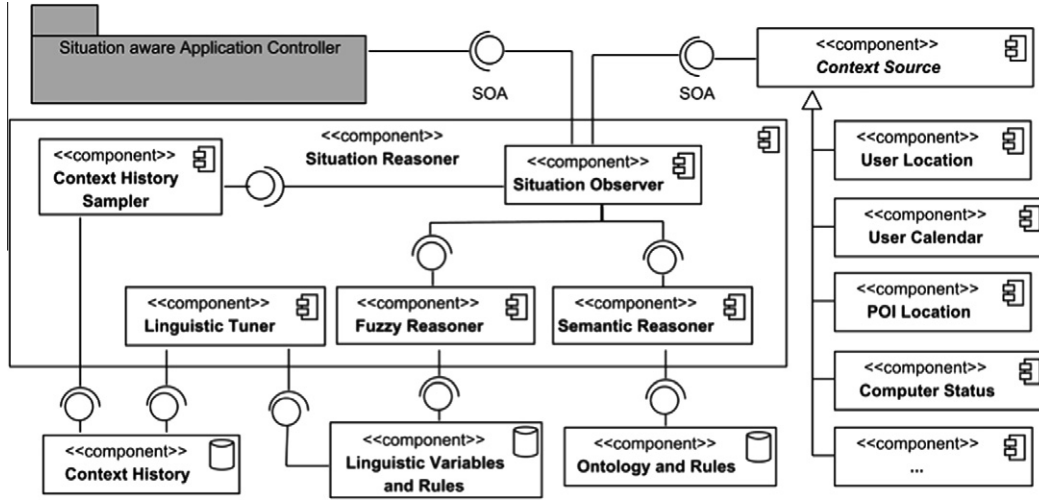 Situation aware Application Controller
SOA
SOA
<<component>>
Context Source
<<component>>
Situation Reasoner
<<component>>
Context History
Sampler
<<component>>
Situation Observer
<<component>>
User Location
<<component>>
User Calendar
<<component>>
Linguistic Tuner
<<component>>
Fuzzy Reasoner
<<component>>
Semantic Reasoner
<<component>>
POI Location
<<component>>
Computer Status
<<component>>
Context History
<<component>>
Linguistic Variables
and Rules
<<component>>
Ontology and Rules
<<component>>
...